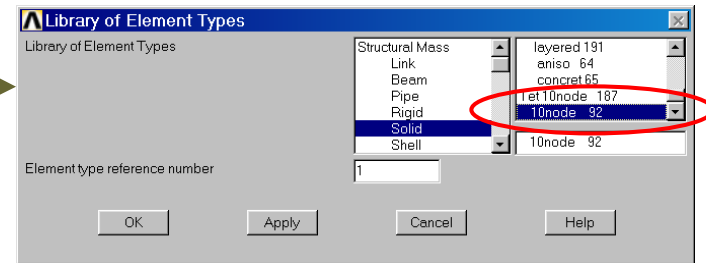 Library of Element Types
Library of Element Types
Structural Mass
Link
Beam
Pipe
Rigid
Solid
Shell
layered 191
aniso 64
concret 65
Tet 10node 187
10node 92
10node 92
Element type reference number
1
OK
Apply
Cancel
Help